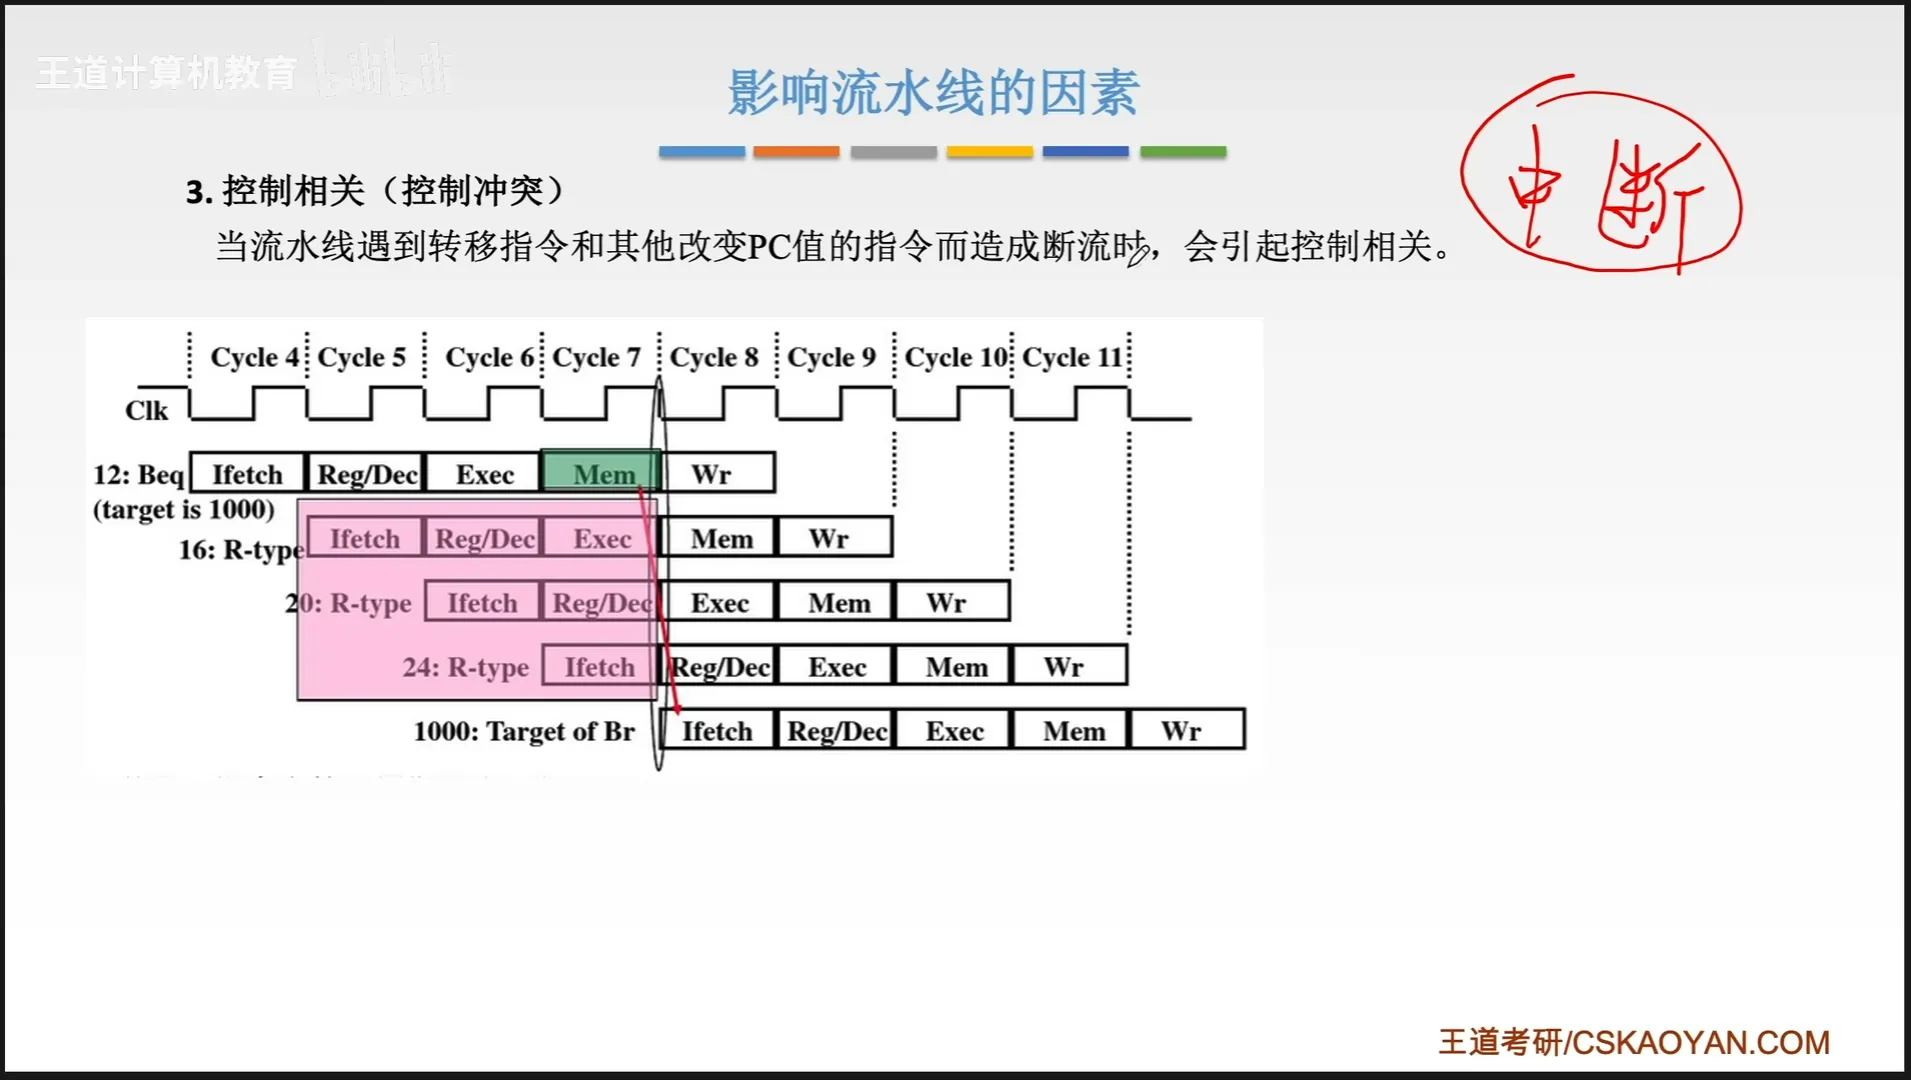 王道计算机教育 bilibili
影响流水线的因素
中断
3. 控制相关（控制冲突）
当流水线遇到转移指令和其他改变PC值的指令而造成断流时，会引起控制相关。
Cycle 4 Cycle 5 Cycle 6 Cycle 7 Cycle 8 Cycle 9 Cycle 10 Cycle 11
Clk
12: Beq Ifetch Reg/Dec Exec Mem Wr
(target is 1000)
16: R-type Ifetch Reg/Dec Exec Mem Wr
20: R-type Ifetch Reg/Dec Exec Mem Wr
24: R-type Ifetch Reg/Dec Exec Mem Wr
1000: Target of Br Ifetch Reg/Dec Exec Mem Wr
王道考研/CSKAOYAN.COM